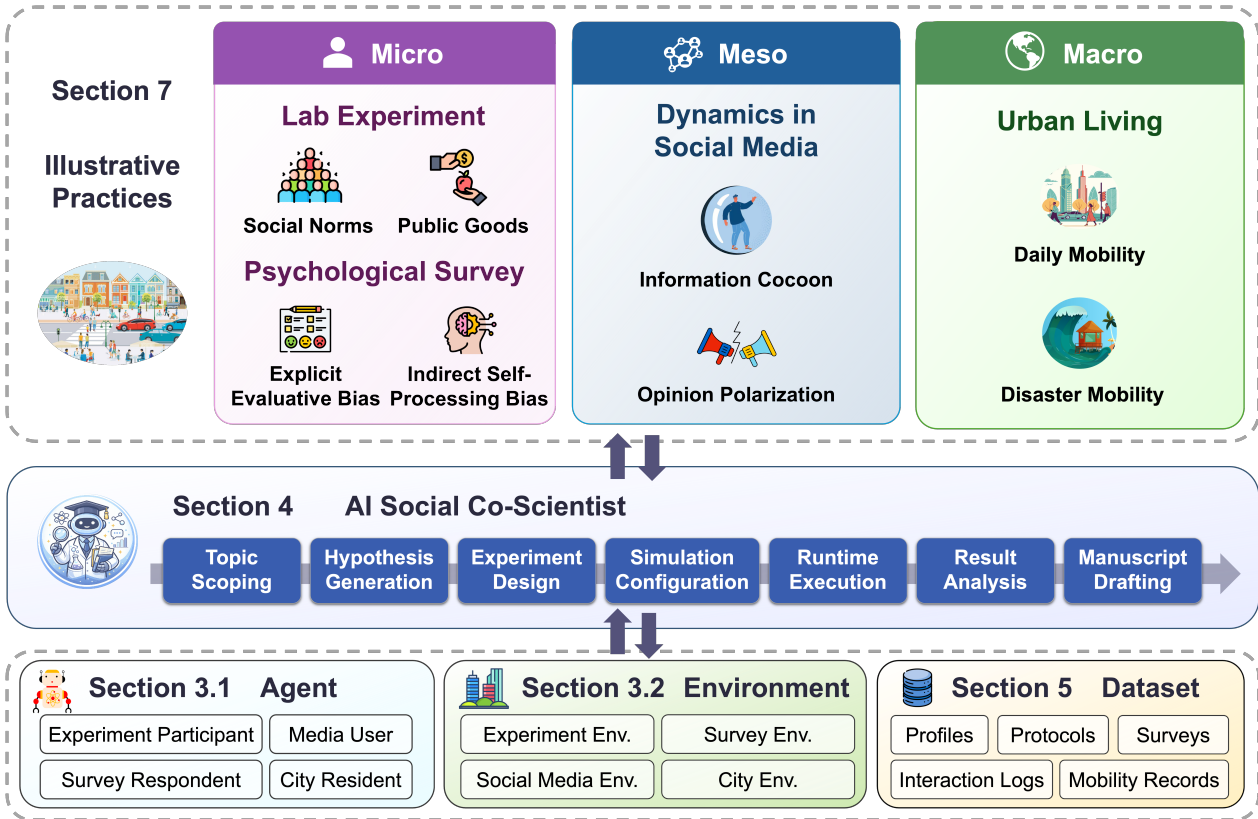 Section 7
Illustrative
Practices
Micro
Lab Experiment
Social Norms
Public Goods
Psychological Survey
Explicit
Evaluative Bias
Indirect Self-
Processing Bias
Meso
Dynamics in
Social Media
Information Cocoon
Opinion Polarization
Macro
Urban Living
Daily Mobility
Disaster Mobility
Section 4 AI Social Co-Scientist
Topic
Scoping
Hypothesis
Generation
Experiment
Design
Simulation
Configuration
Runtime
Execution
Result
Analysis
Manuscript
Drafting
Section 3.1 Agent
Experiment Participant
Media User
Survey Respondent
City Resident
Section 3.2 Environment
Experiment Env.
Survey Env.
Social Media Env.
City Env.
Section 5 Dataset
Profiles
Protocols
Surveys
Interaction Logs
Mobility Records